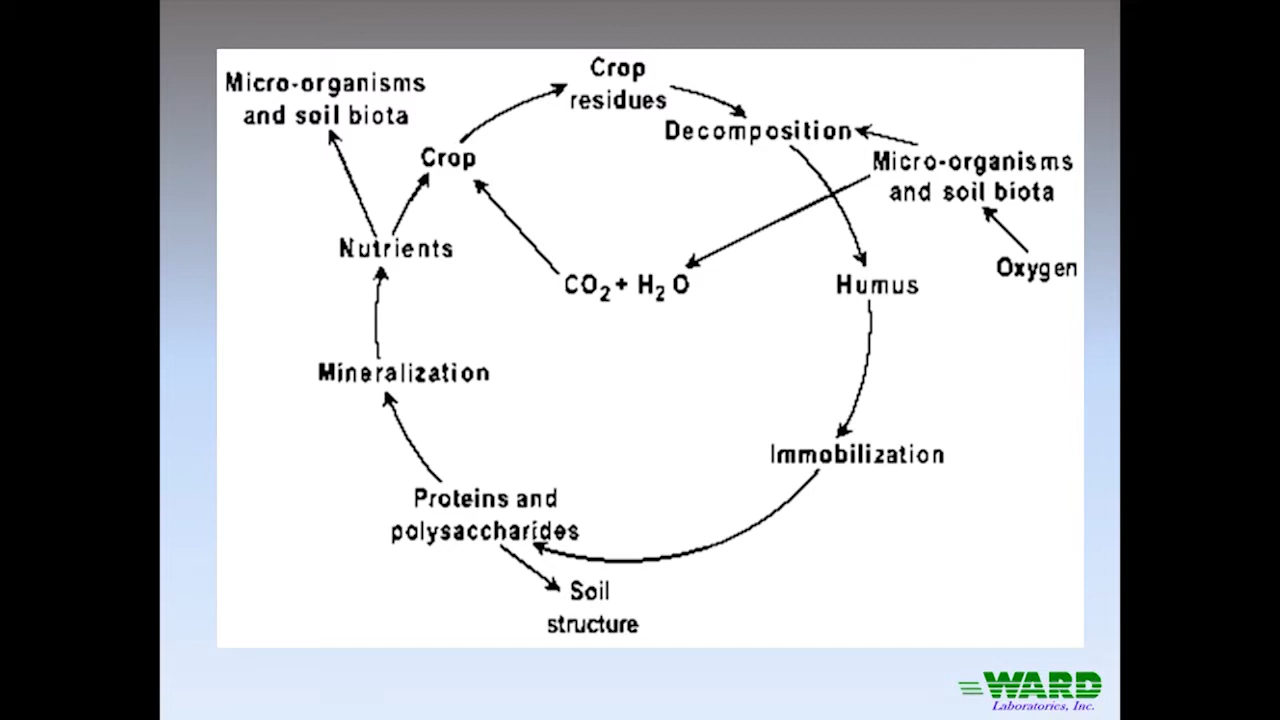 Crop
residues
Micro-organisms
and soil biota
Decomposition
Crop
Micro-organisms
and soil biota
Nutrients
Oxygen
CO₂ + H₂ O
Humus
Mineralization
Immobilization
Proteins and
polysaccharides
Soil
structure
WARD
Laboratories, Inc.